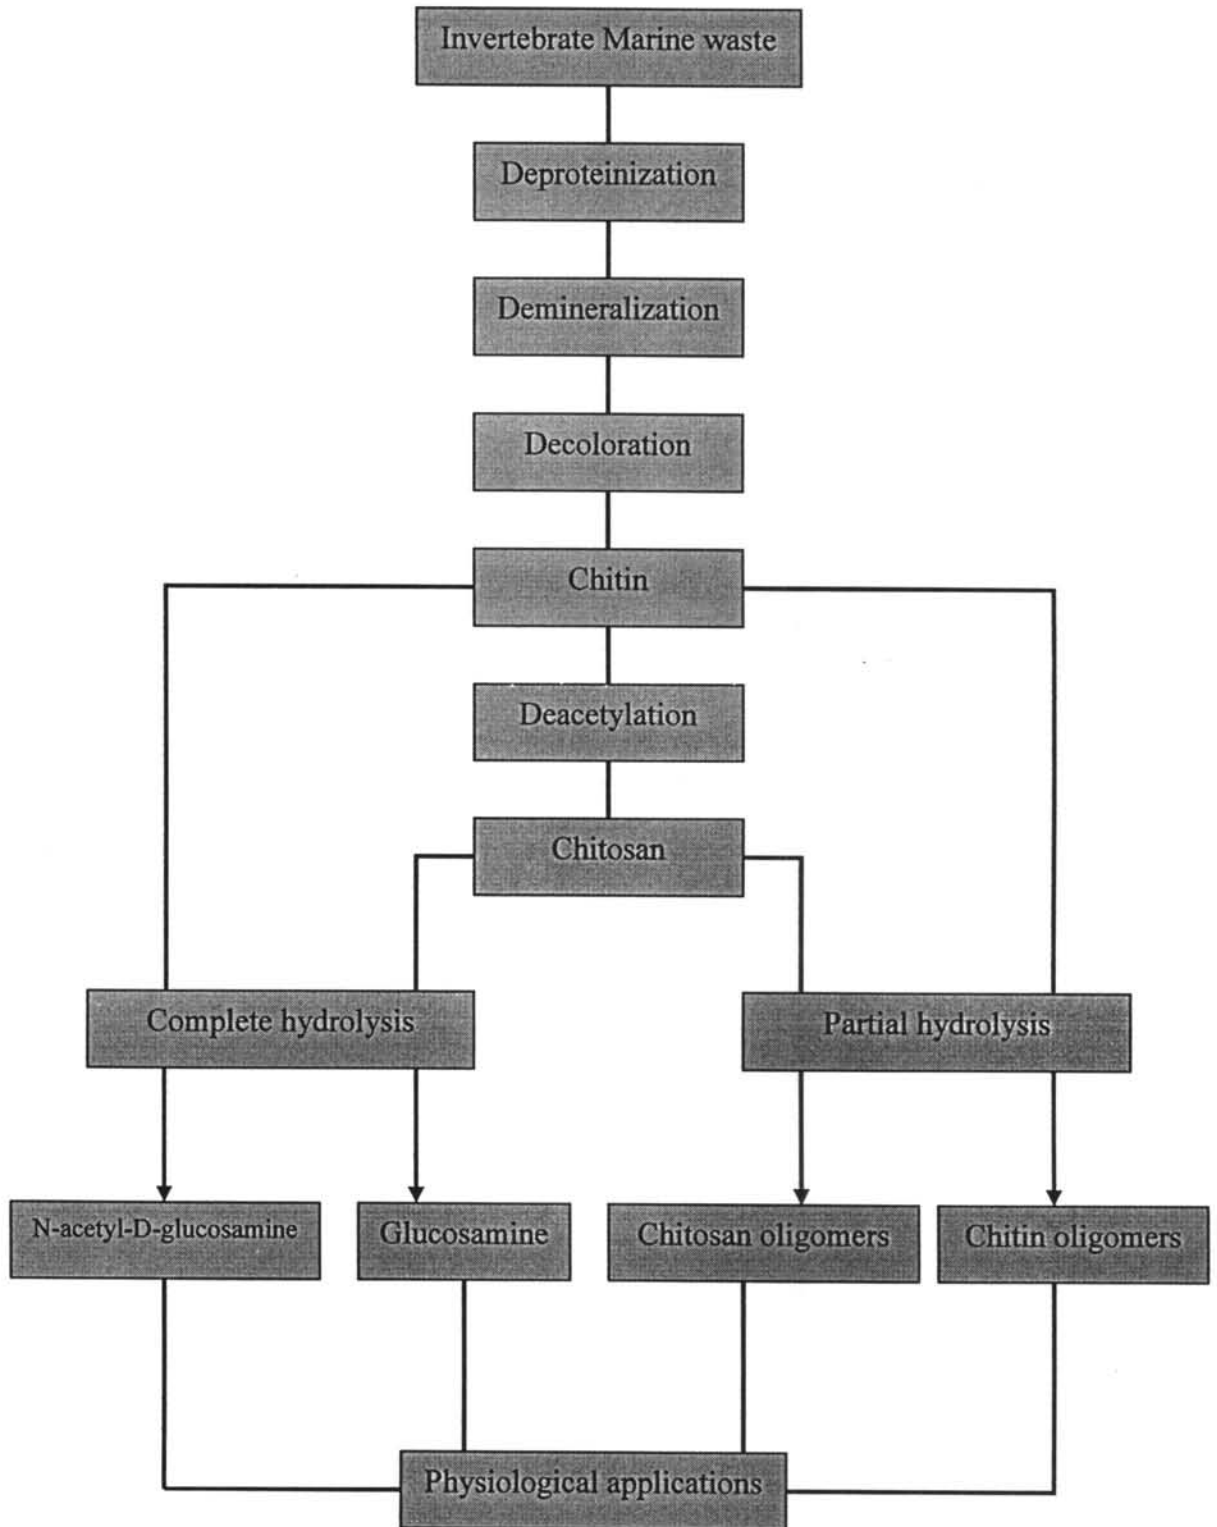 Invertebrate Marine waste
Deproteinization
Demineralization
Decoloration
Chitin
Deacetylation
Chitosan
Complete hydrolysis
Partial hydrolysis
N-acetyl-D-glucosamine
Glucosamine
Chitosan oligomers
Chitin oligomers
Physiological applications